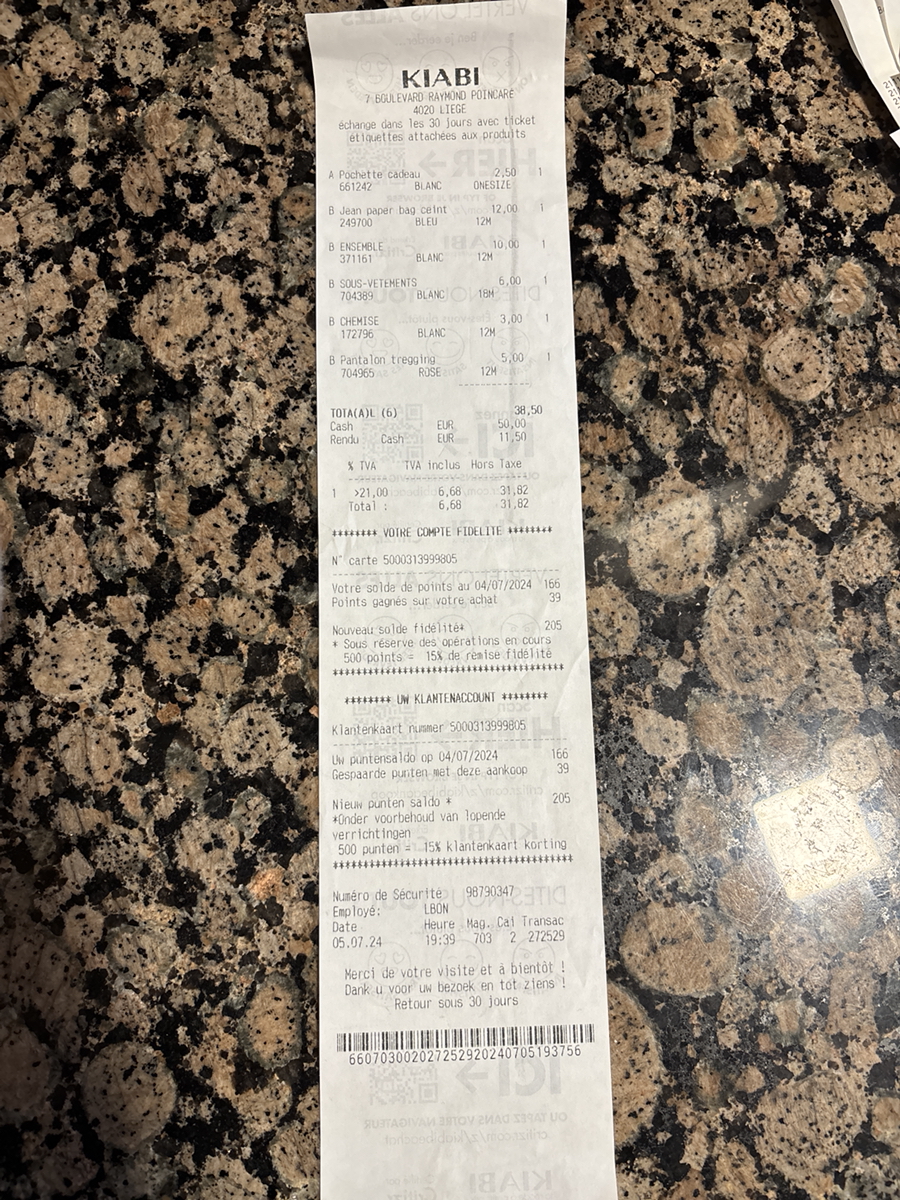 KIABI
7 BOULEVARD RAYMOND POINCARE
4020 LIEGE
échange dans les 30 jours avec ticket
étiquettes attachées aux produits
A Pochette cadeau 2,50 1
661242 BLANC ONESIZE
B Jean paper bag ceint 12,00 1
249700 BLEU 12M
B ENSEMBLE 10,00 1
371161 BLANC 12M
B SOUS-VETEMENTS 6,00 1
704389 BLANC 18M
B CHEMISE 3,00 1
172796 BLANC 12M
B Pantalon tregging 5,00 1
704965 ROSE 12M
--------------
TOTA(A)L (6) 38,50
Cash EUR 50,00
Rendu Cash EUR 11,50
% TVA TVA inclus Hors Taxe
1 >21,00 6,68 31,82
Total : 6,68 31,82
******** VOTRE COMPTE FIDELITE ********
N° carte 5000313999805
Votre solde de points au 04/07/2024 166
Points gagnés sur votre achat 39
Nouveau solde fidélité* 205
* Sous réserve des opérations en cours
500 points = 15% de remise fidélité
****************************************
******** UW KLANTENACCOUNT ********
Klantenkaart nummer 5000313999805
Uw puntensaldo op 04/07/2024 166
Gespaarde punten met deze aankoop 39
Nieuw punten saldo * 205
*Onder voorbehoud van lopende
verrichtingen
500 punten = 15% klantenkaart korting
****************************************
Numéro de Sécurité 98790347
Employé: LBON
Date Heure Mag. Cai Transac
05.07.24 19:39 703 2 272529
Merci de votre visite et à bientôt !
Dank u voor uw bezoek en tot ziens !
Retour sous 30 jours
660703002027252920240705193756